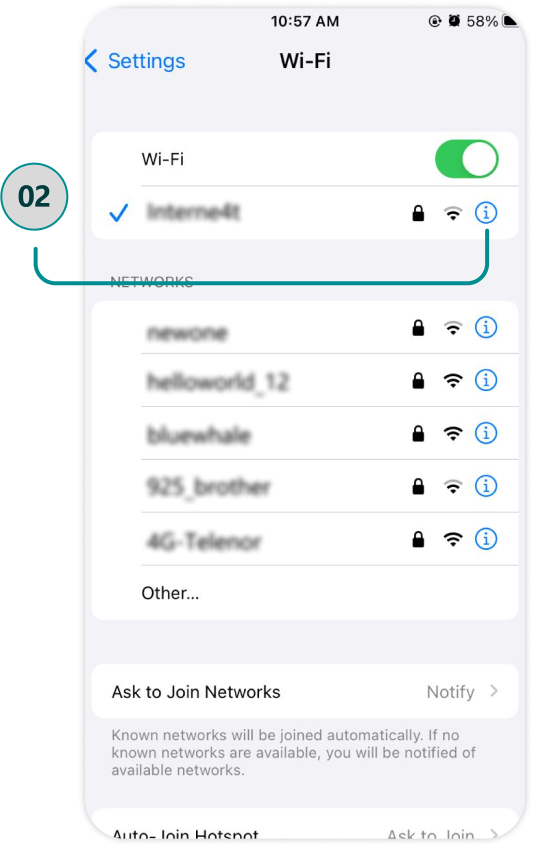 10:57 AM
58%
Settings
Wi-Fi
Wi-Fi
02
Interne4t
NETWORKS
newone
helloworld_12
bluewhale
925_brother
4G-Telenor
Other...
Ask to Join Networks
Notify
Known networks will be joined automatically. If no
known networks are available, you will be notified of
available networks.
Auto-Join Hotspot
Ask to Join